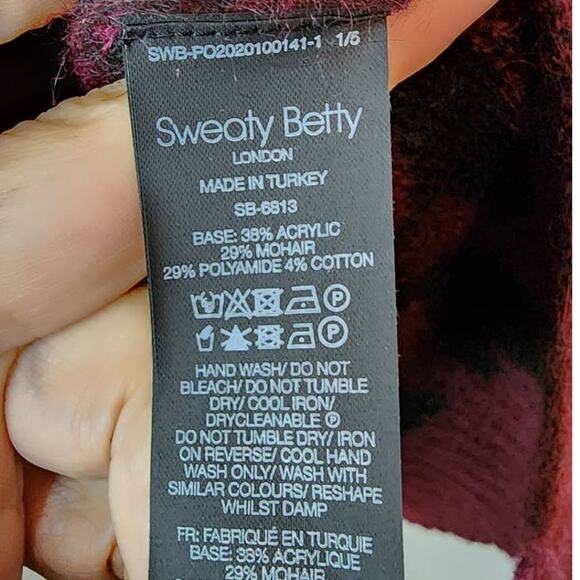 SWB-PO2020100141-1 1/5
Sweaty Betty
LONDON
MADE IN TURKEY
SB-6813
BASE: 38% ACRYLIC
29% MOHAIR
29% POLYAMIDE 4% COTTON
HAND WASH/ DO NOT
BLEACH/ DO NOT TUMBLE
DRY/ COOL IRON/
DRYCLEANABLE Ⓟ
DO NOT TUMBLE DRY/ IRON
ON REVERSE/ COOL HAND
WASH ONLY/ WASH WITH
SIMILAR COLOURS/ RESHAPE
WHILST DAMP
FR: FABRIQUÉ EN TURQUIE
BASE: 38% ACRYLIQUE
29% MOHAIR